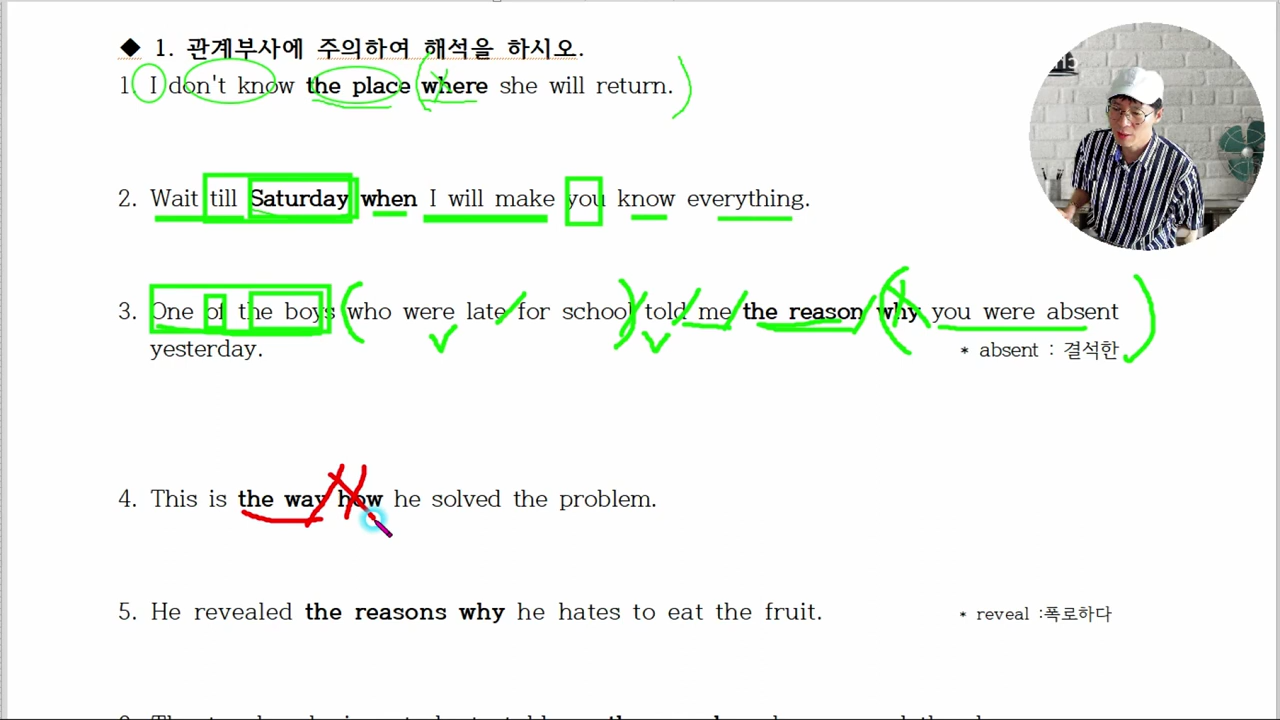 ◆ 1. 관계부사에 주의하여 해석을 하시오.
1. I don't know the place where she will return.
2. Wait till Saturday when I will make you know everything.
3. One of the boys who were late for school told me the reason why you were absent
yesterday.
* absent : 결석한
4. This is the way how he solved the problem.
5. He revealed the reasons why he hates to eat the fruit.
* reveal :폭로하다